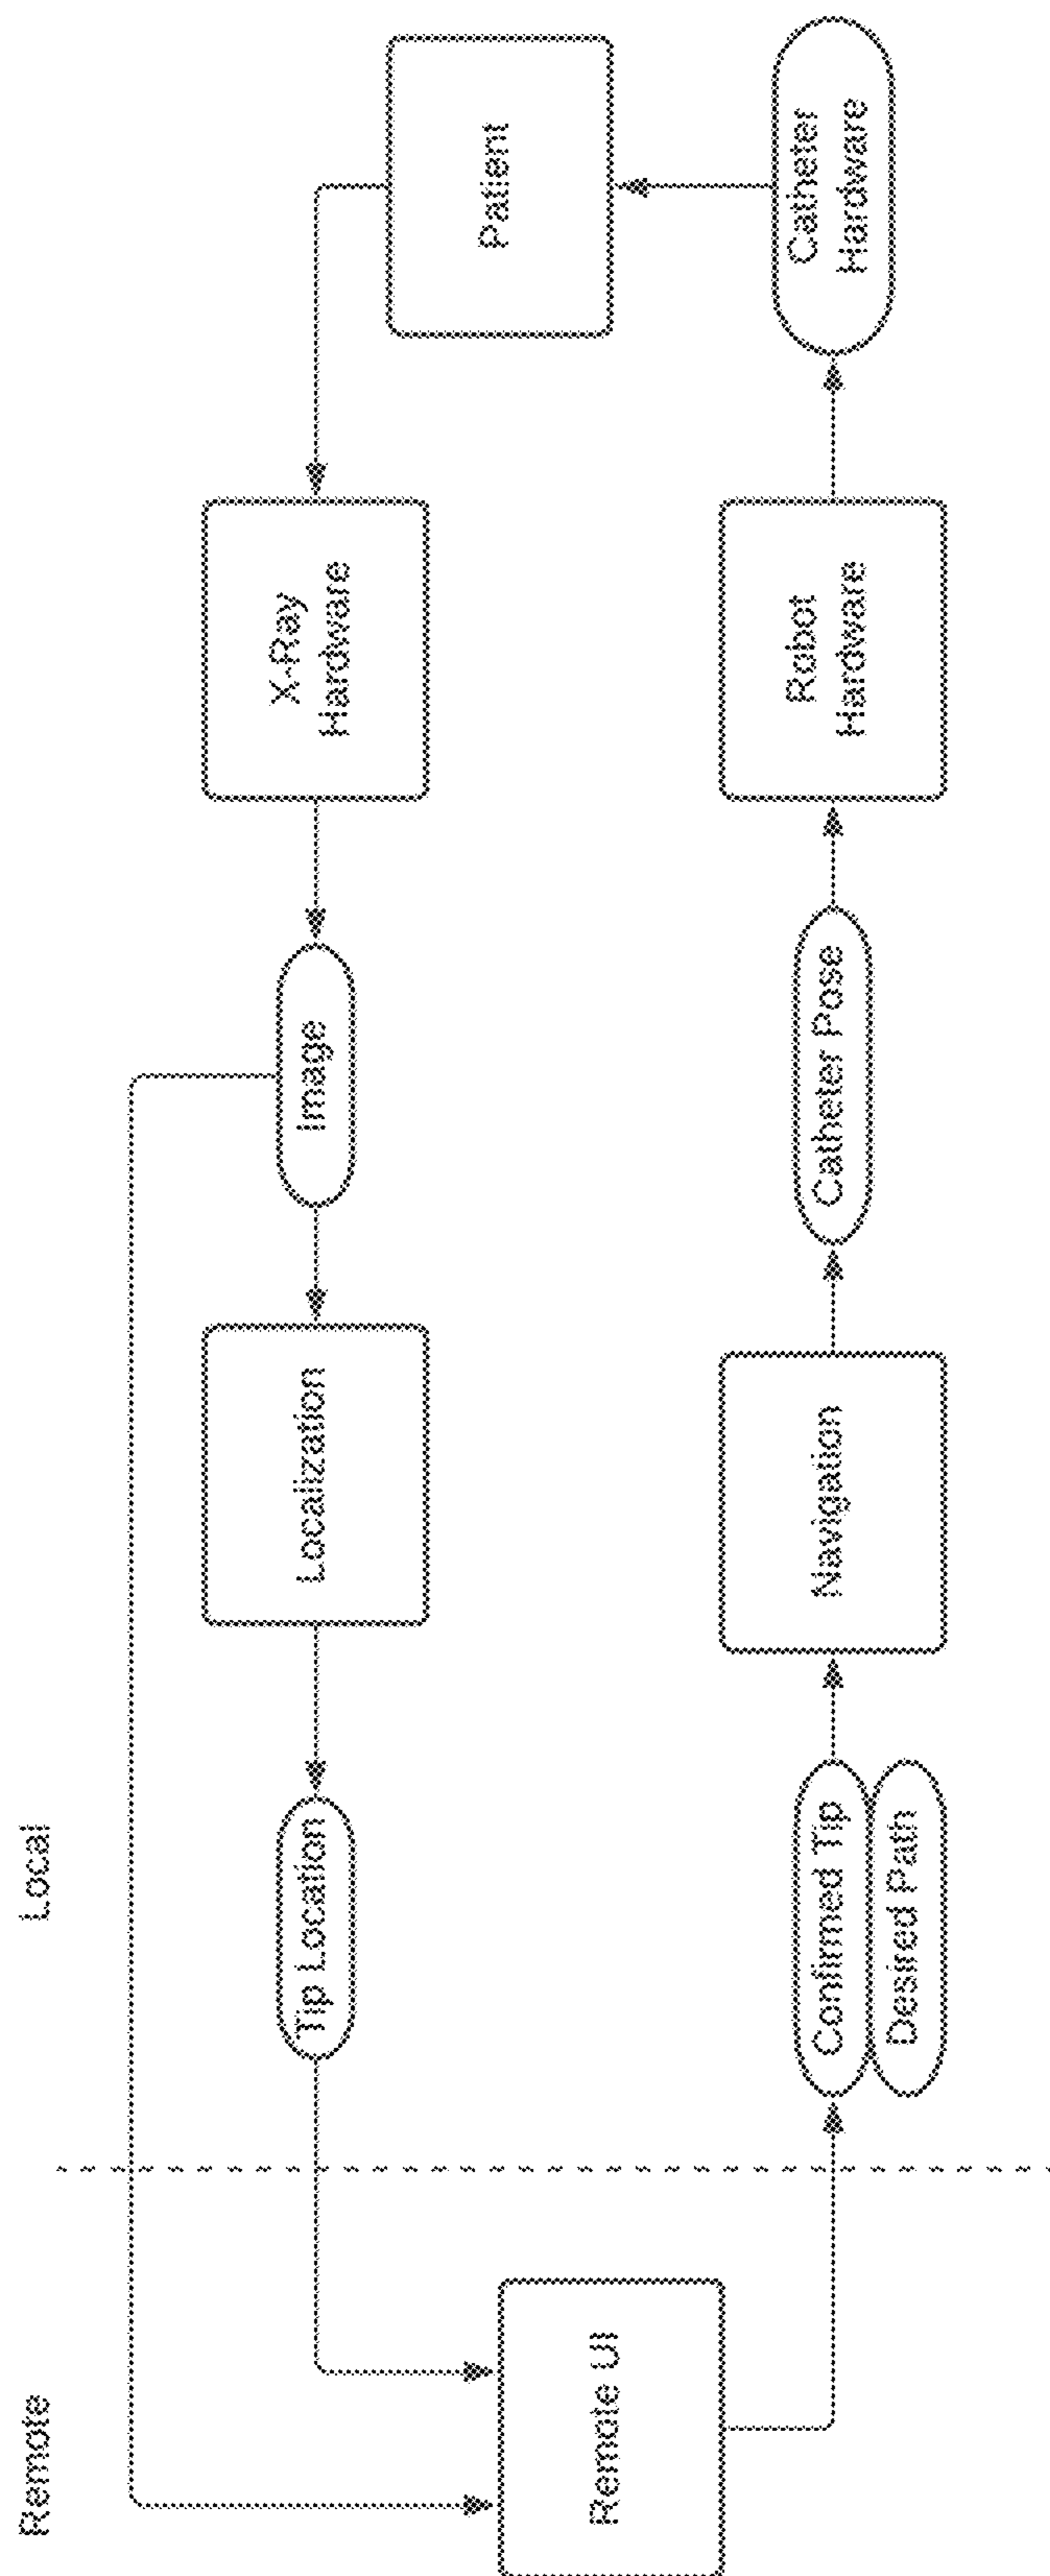 Remote
Local
Remote UI
Tip Location
Localization
Image
X-Ray
Hardware
Patient
Confirmed Tip
Desired Path
Navigation
Catheter Pose
Robot
Hardware
Catheter
Hardware